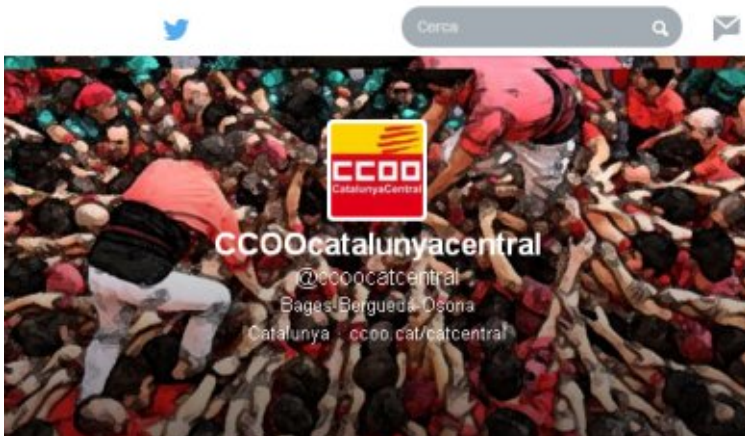 Cerca
CCOO
CatalunyaCentral
CCOOcatalunyacentral
@ccoocatcentral
Bages-Berguedà-Osona
Catalunya · ccoo.cat/catcentral